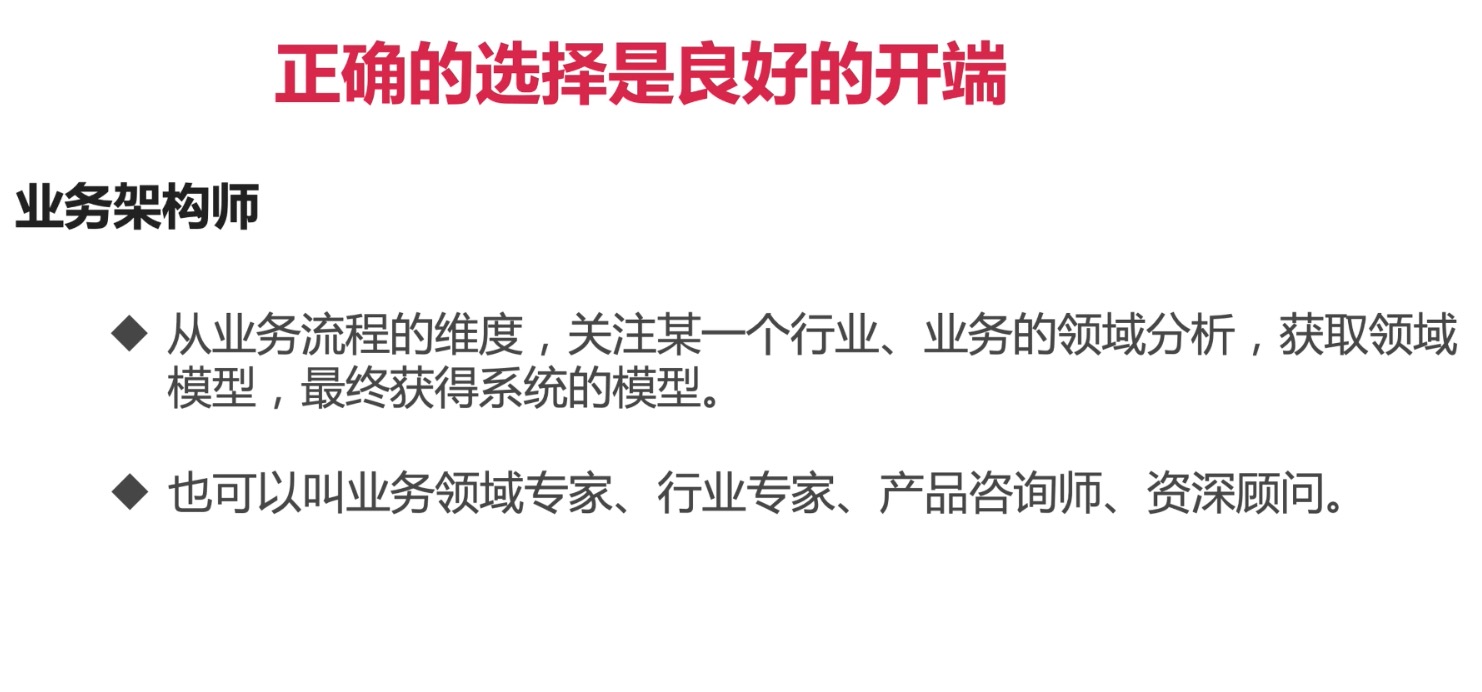 正确的选择是良好的开端
业务架构师
◆ 从业务流程的维度，关注某一个行业、业务的领域分析，获取领域
模型，最终获得系统的模型。
◆ 也可以叫业务领域专家、行业专家、产品咨询师、资深顾问。